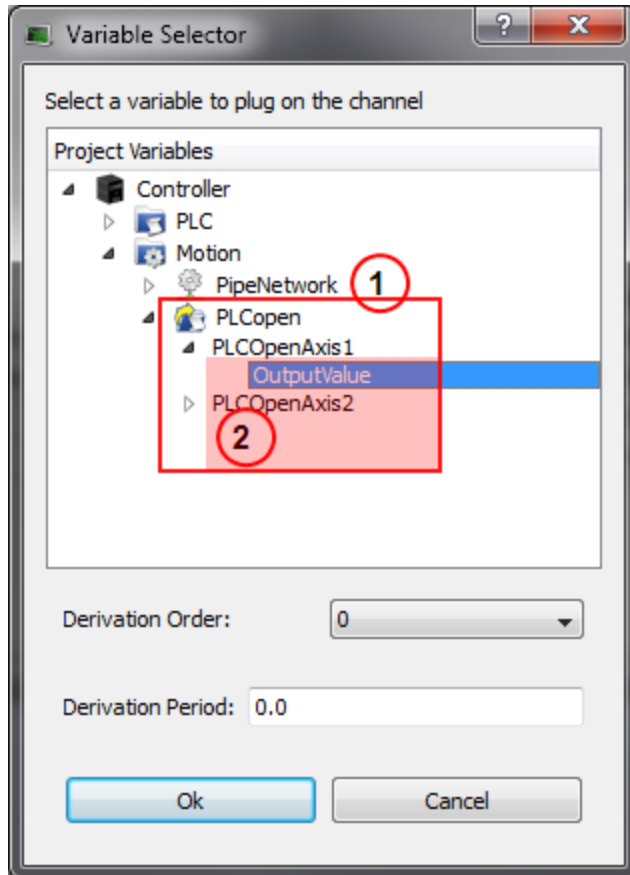 Variable Selector
?
X
Select a variable to plug on the channel
Project Variables
Controller
PLC
Motion
PipeNetwork 1
PLCopen
PLCOpenAxis1
OutputValue
PLCOpenAxis2
2
Derivation Order: 0
Derivation Period: 0.0
Ok Cancel